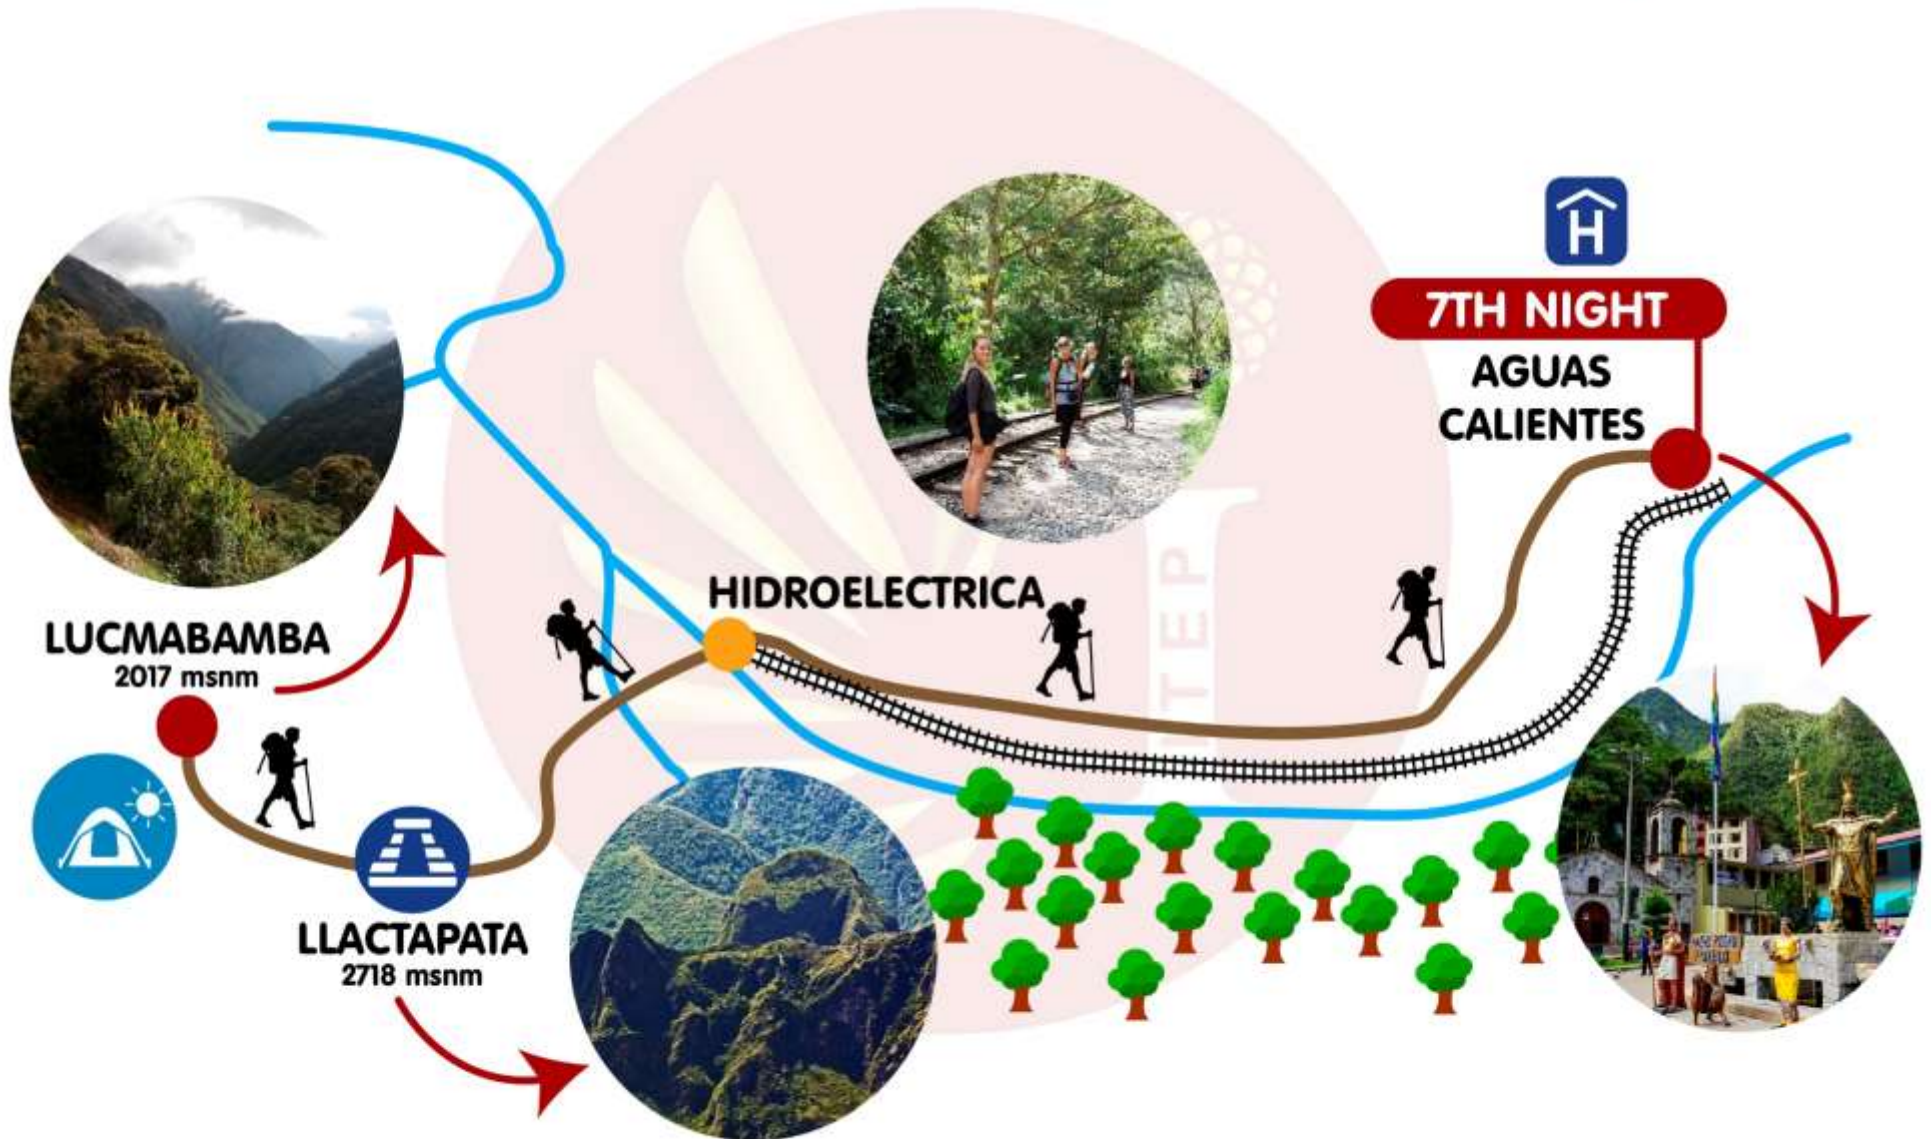 H
7TH NIGHT
AGUAS
CALIENTES
HIDROELECTRICA
LUCMABAMBA
2017 msnm
LLACTAPATA
2718 msnm